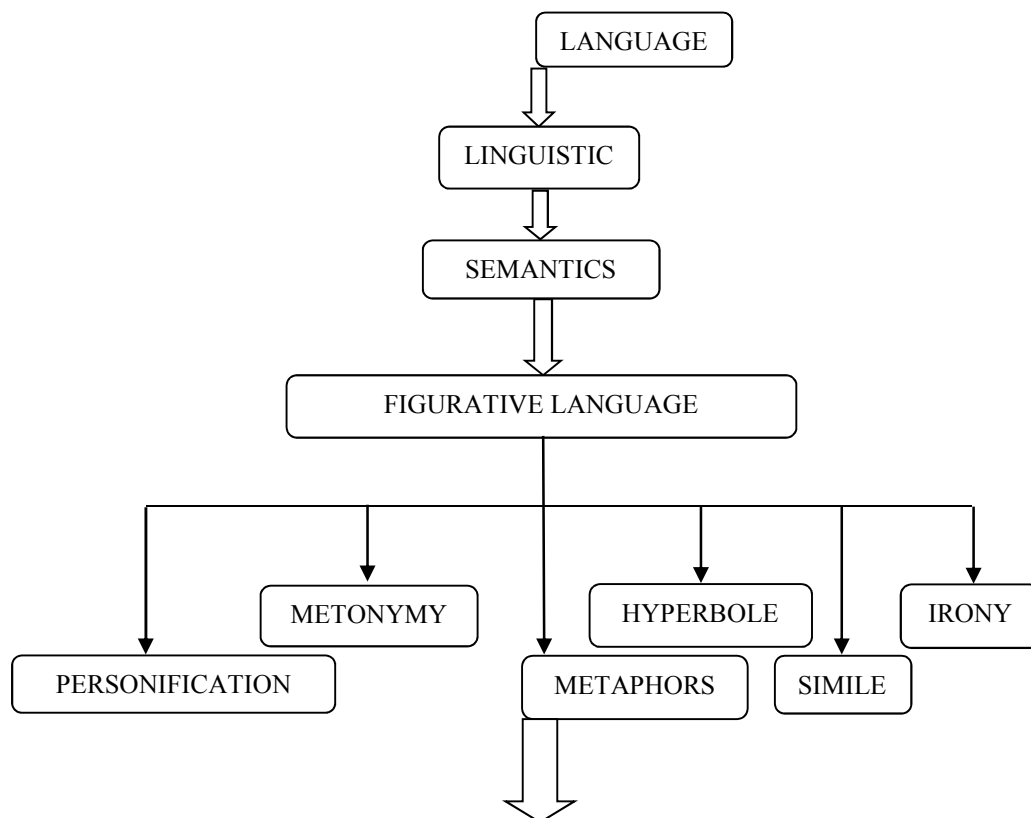 LANGUAGE
LINGUISTIC
SEMANTICS
FIGURATIVE LANGUAGE
METONYMY
HYPERBOLE
IRONY
PERSONIFICATION
METAPHORS
SIMILE